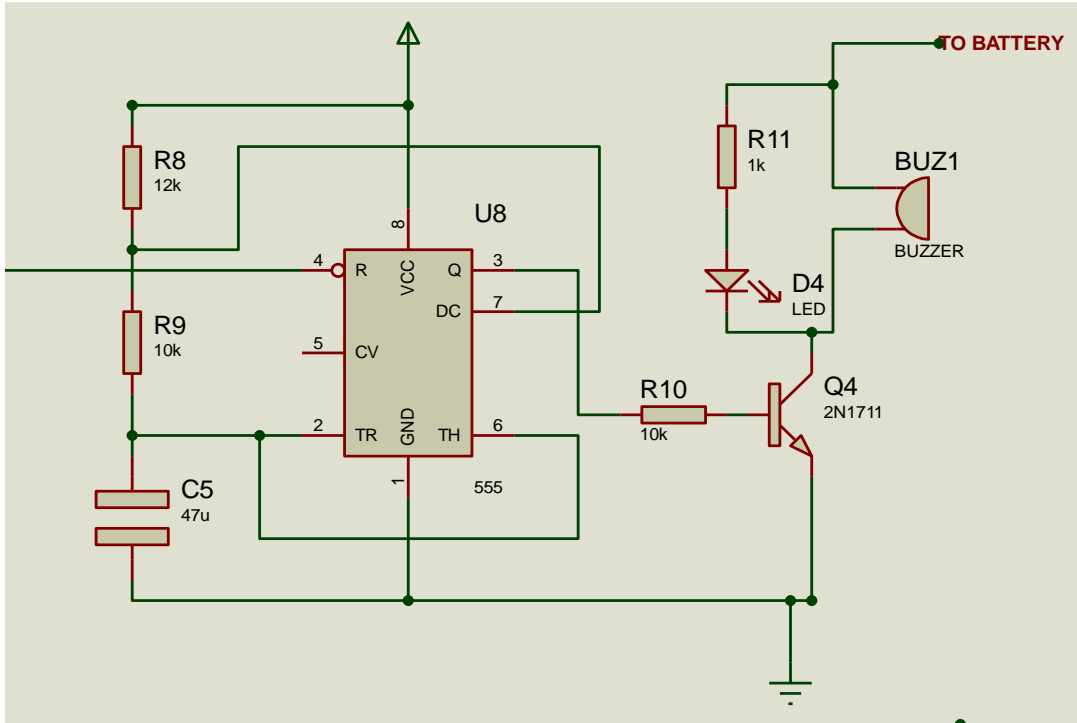 TO BATTERY
R8
12k
R11
1k
BUZ1
BUZZER
U8
8
4
R
VCC
Q
3
DC
7
R9
10k
5
CV
D4
LED
R10
10k
Q4
2N1711
2
TR
GND
TH
6
1
555
C5
47u